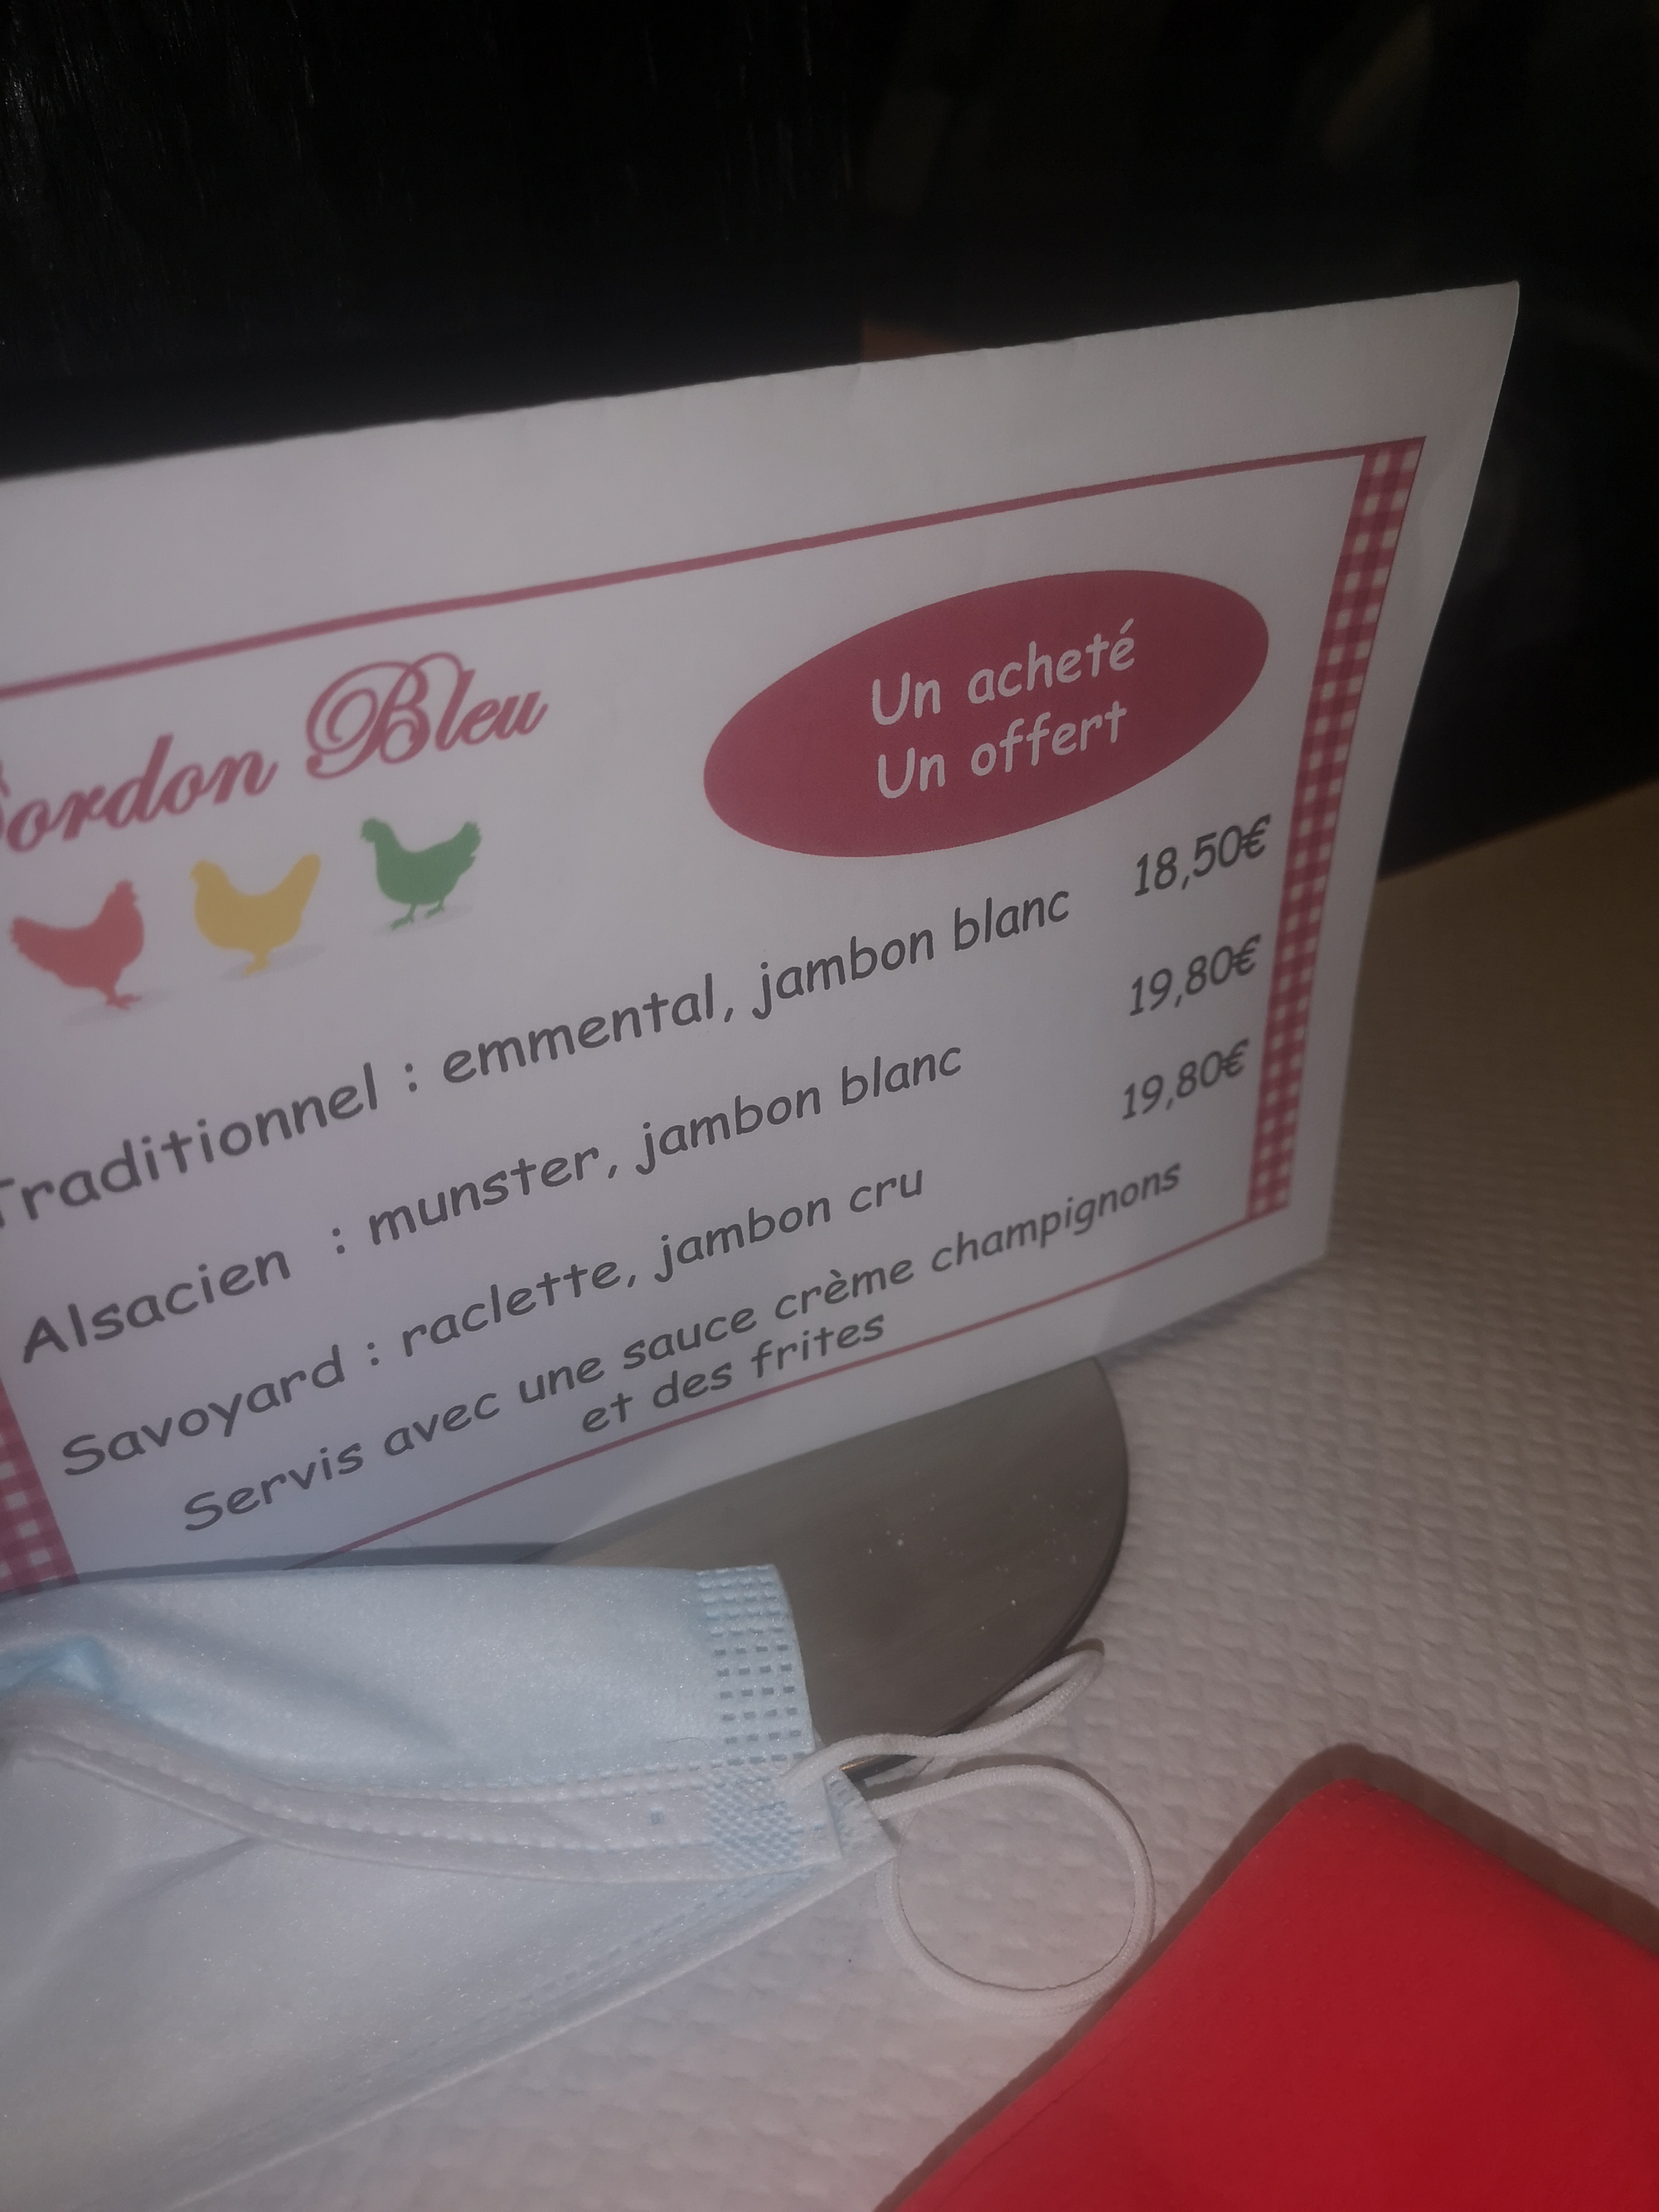 Cordon Bleu
Un acheté
Un offert
Traditionnel : emmental, jambon blanc 18,50€
Alsacien : munster, jambon blanc 19,80€
Savoyard : raclette, jambon cru 19,80€
Servis avec une sauce crème champignons
et des frites